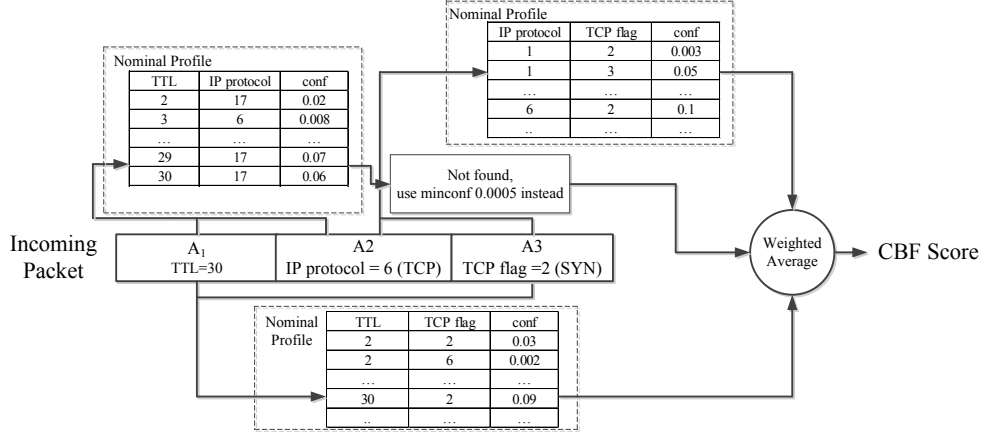 Nominal Profile
IP protocol TCP flag conf
1 2 0.003
1 3 0.05
... ... ...
6 2 0.1
.. ... ...
Nominal Profile
TTL IP protocol conf
2 17 0.02
3 6 0.008
... ... ...
29 17 0.07
30 17 0.06
Not found,
use minconf 0.0005 instead
Incoming
Packet
A1
TTL=30
A2
IP protocol = 6 (TCP)
A3
TCP flag =2 (SYN)
Weighted
Average
CBF Score
Nominal
Profile
TTL TCP flag conf
2 2 0.03
2 6 0.002
... ... ...
30 2 0.09
.. ... ...